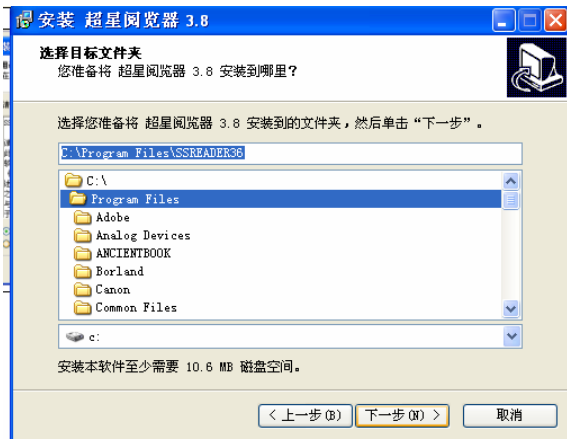 安装 超星阅览器 3.8
选择目标文件夹
您准备将 超星阅览器 3.8 安装到哪里?
选择您准备将 超星阅览器 3.8 安装到的文件夹，然后单击“下一步”。
C:\Program Files\SSREADER36
C:\
Program Files
Adobe
Analog Devices
ANCIENTBOOK
Borland
Canon
Common Files
c:
安装本软件至少需要 10.6 MB 磁盘空间。
< 上一步(B) 下一步(N) > 取消